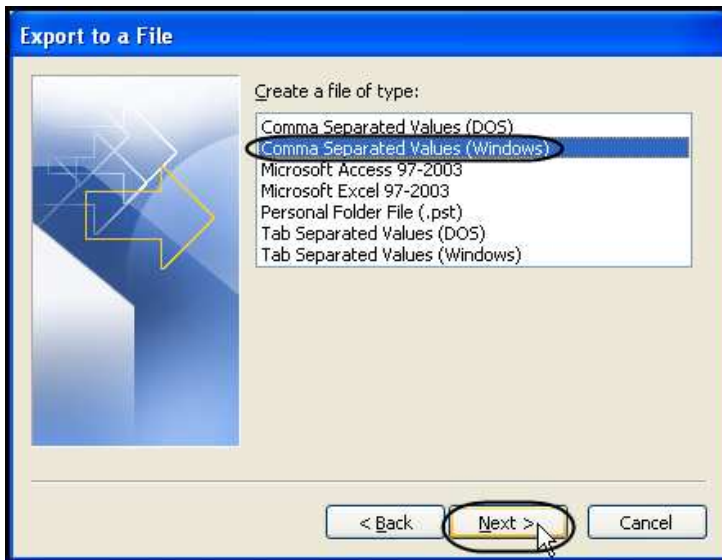 Export to a File
Create a file of type:
Comma Separated Values (DOS)
Comma Separated Values (Windows)
Microsoft Access 97-2003
Microsoft Excel 97-2003
Personal Folder File (.pst)
Tab Separated Values (DOS)
Tab Separated Values (Windows)
< Back Next > Cancel